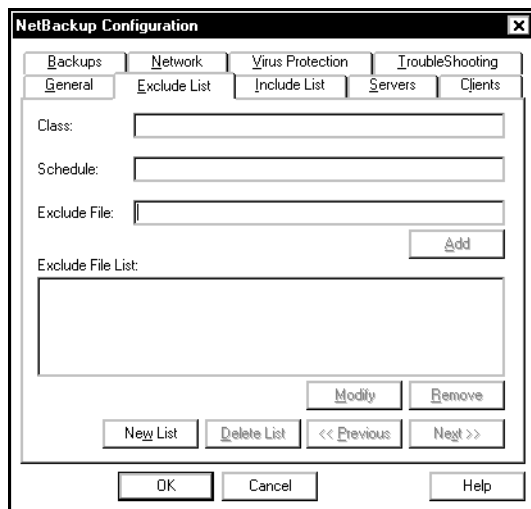 NetBackup Configuration
Backups Network Virus Protection TroubleShooting
General Exclude List Include List Servers Clients
Class:
Schedule:
Exclude File:
Add
Exclude File List:
Modify Remove
New List Delete List << Previous Next >>
OK Cancel Help